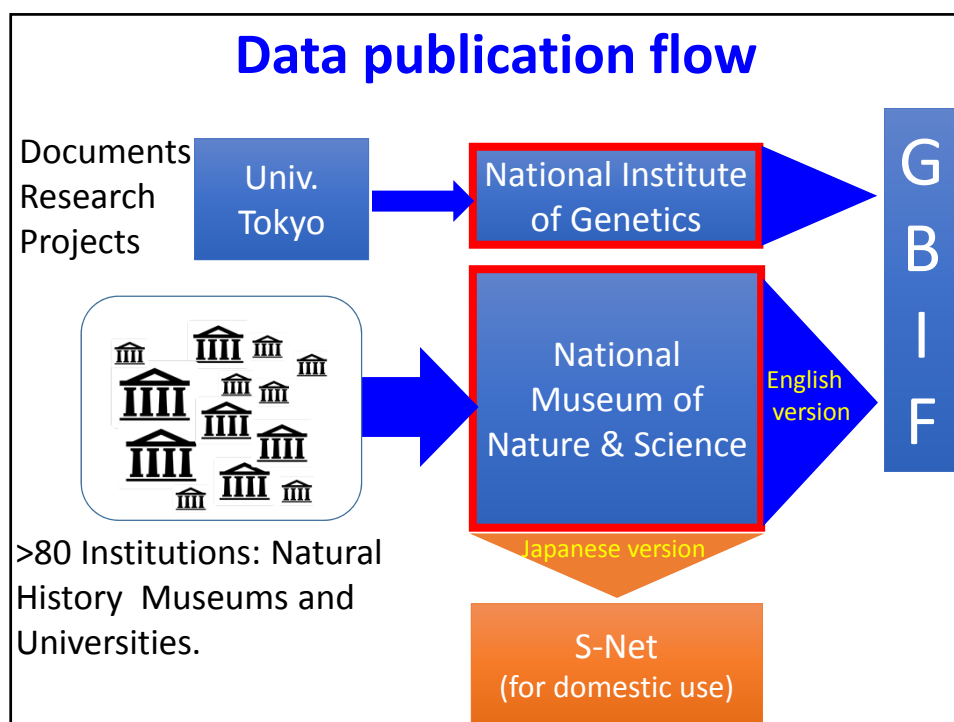 Data publication flow
Documents
Research
Projects
Univ.
Tokyo
National Institute
of Genetics
G
B
I
F
National
Museum of
Nature & Science
English
version
>80 Institutions: Natural
History Museums and
Universities.
Japanese version
S-Net
(for domestic use)